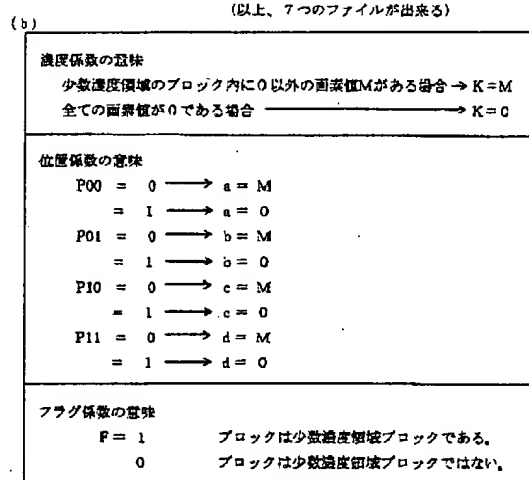 (以上、7つのファイルが出来る)
(b)
濃度係数の意味
少数濃度領域のブロック内に0以外の画素値Mがある場合 → K=M
全ての画素値が0である場合 → K=0
位置係数の意味
P00 = 0 → a = M
= 1 → a = 0
P01 = 0 → b = M
= 1 → b = 0
P10 = 0 → c = M
= 1 → c = 0
P11 = 0 → d = M
= 1 → d = 0
フラグ係数の意味
F = 1 ブロックは少数濃度領域ブロックである。
0 ブロックは少数濃度領域ブロックではない。